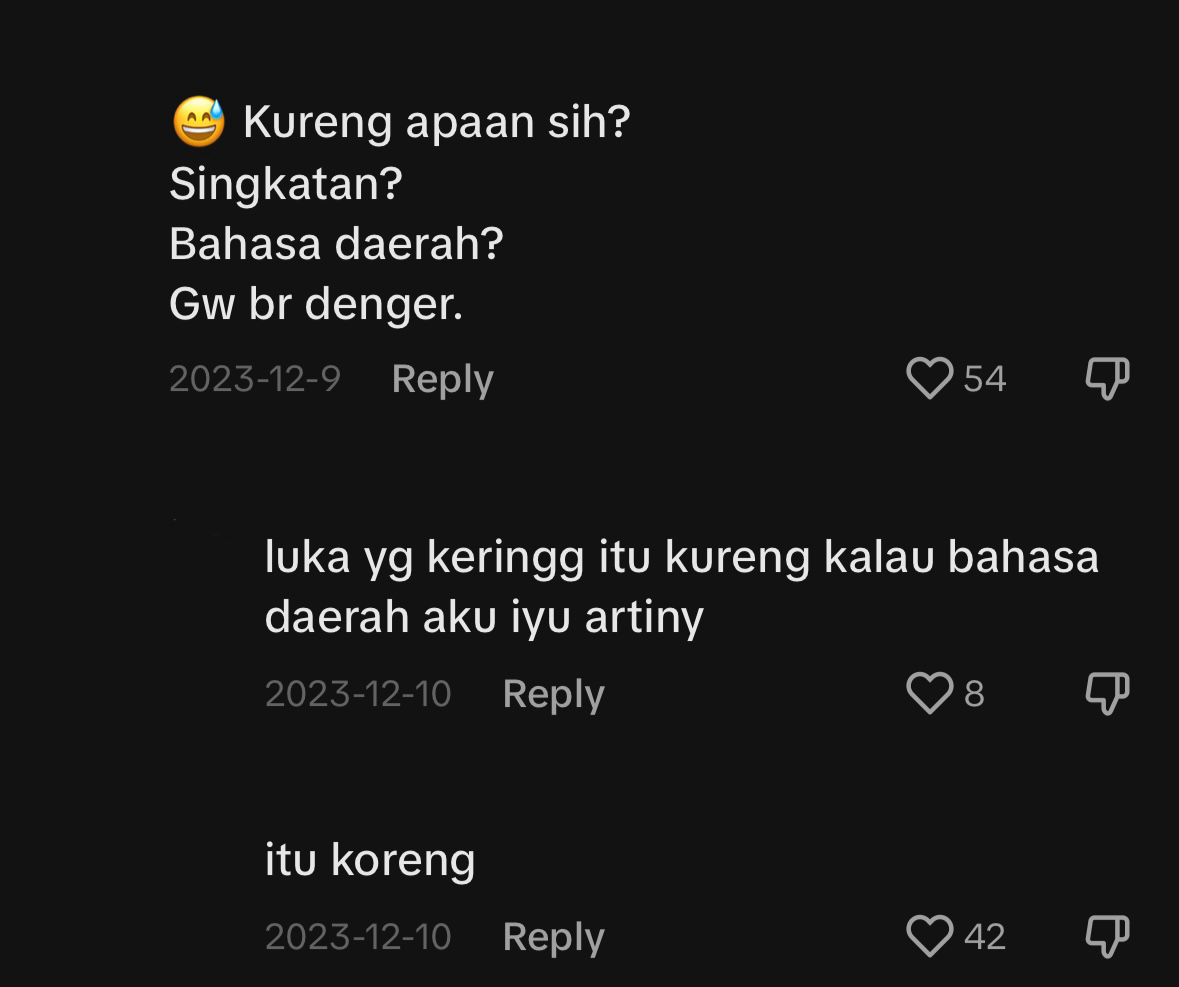 😅 Kureng apaan sih?
Singkatan?
Bahasa daerah?
Gw br denger.
2023-12-9 Reply 54
luka yg keringg itu kureng kalau bahasa
daerah aku iyu artiny
2023-12-10 Reply 8
itu koreng
2023-12-10 Reply 42